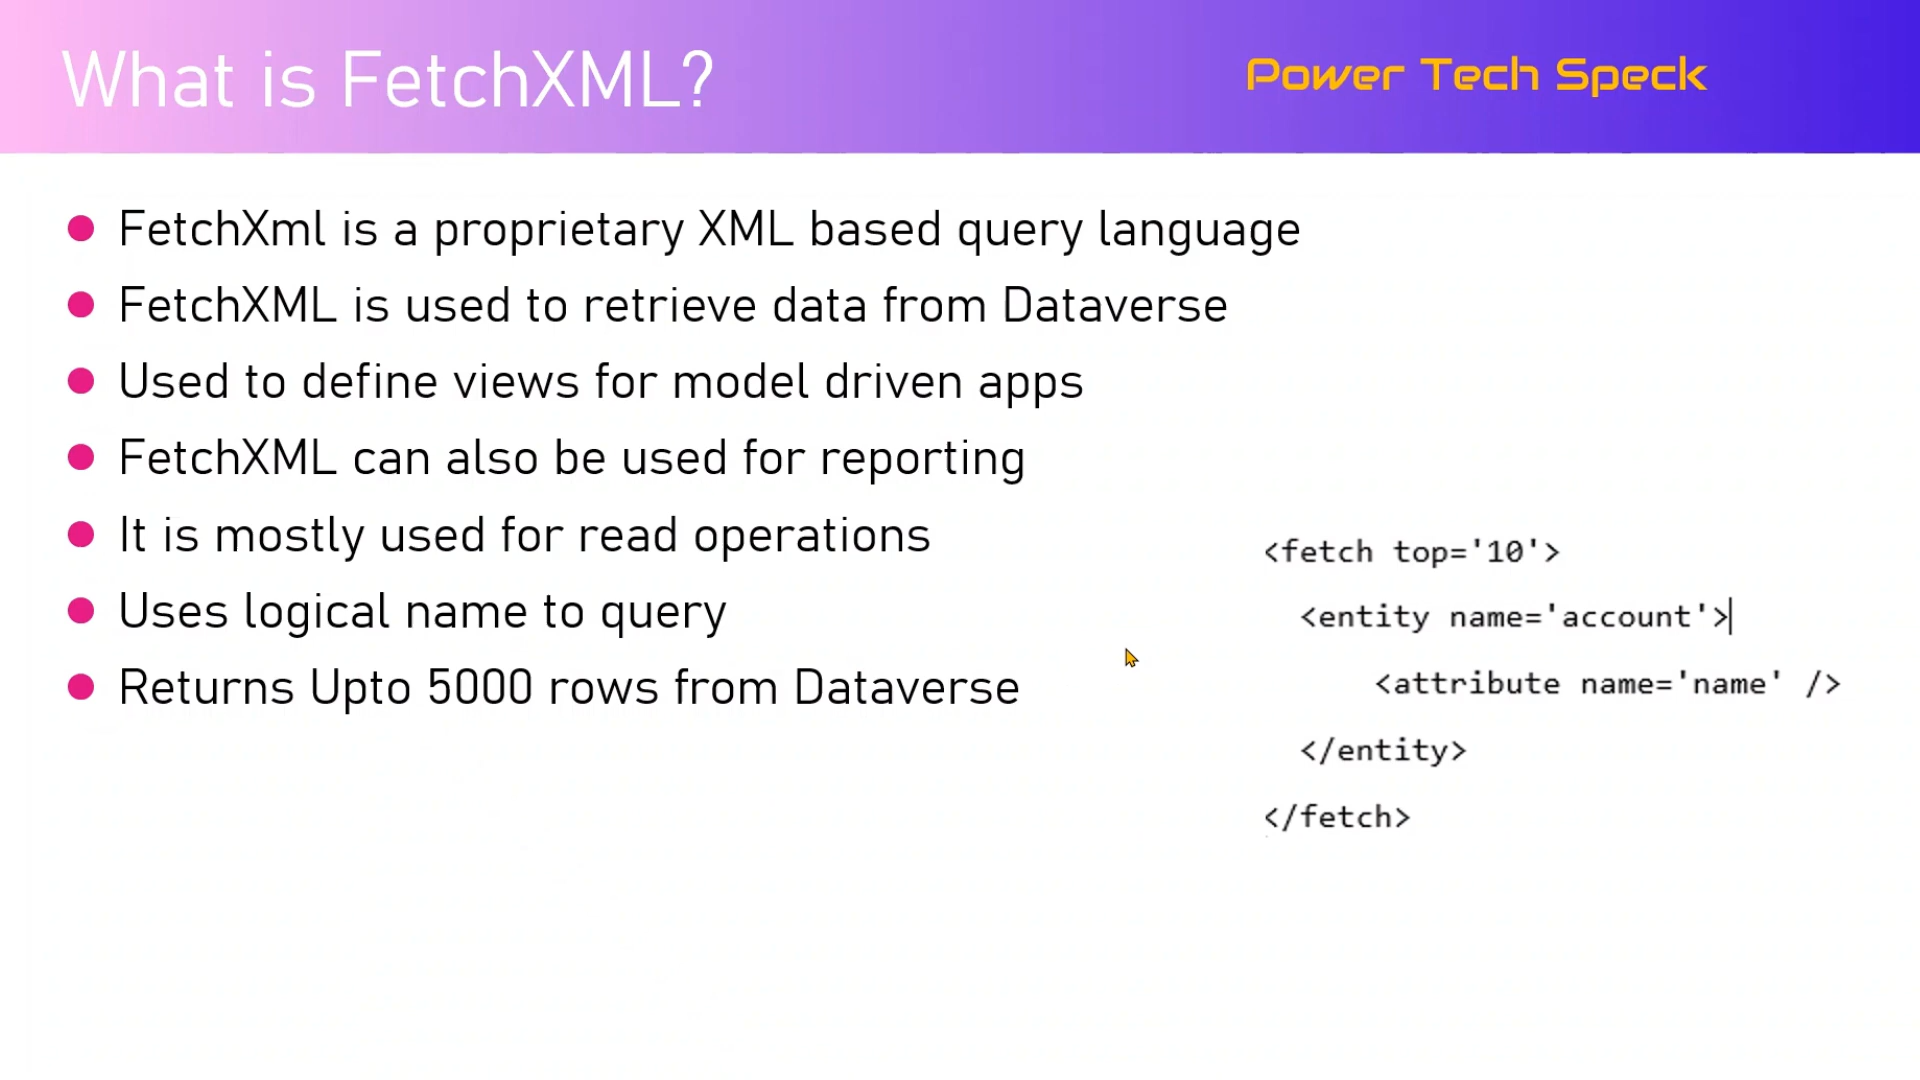 What is FetchXML?
Power Tech Speck
FetchXml is a proprietary XML based query language
FetchXML is used to retrieve data from Dataverse
Used to define views for model driven apps
FetchXML can also be used for reporting
It is mostly used for read operations
Uses logical name to query
Returns Upto 5000 rows from Dataverse
<fetch top='10'>
<entity name='account'>
<attribute name='name' />
</entity>
</fetch>